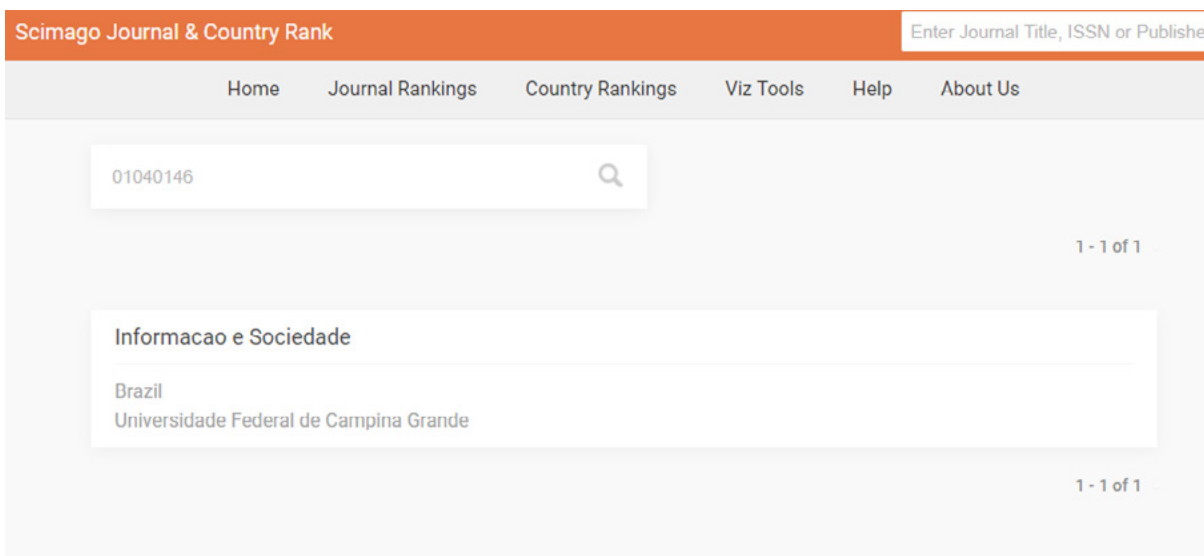 Scimago Journal & Country Rank
Enter Journal Title, ISSN or Publishe
Home Journal Rankings Country Rankings Viz Tools Help About Us
01040146
1 - 1 of 1
Informacao e Sociedade
Brazil
Universidade Federal de Campina Grande
1 - 1 of 1